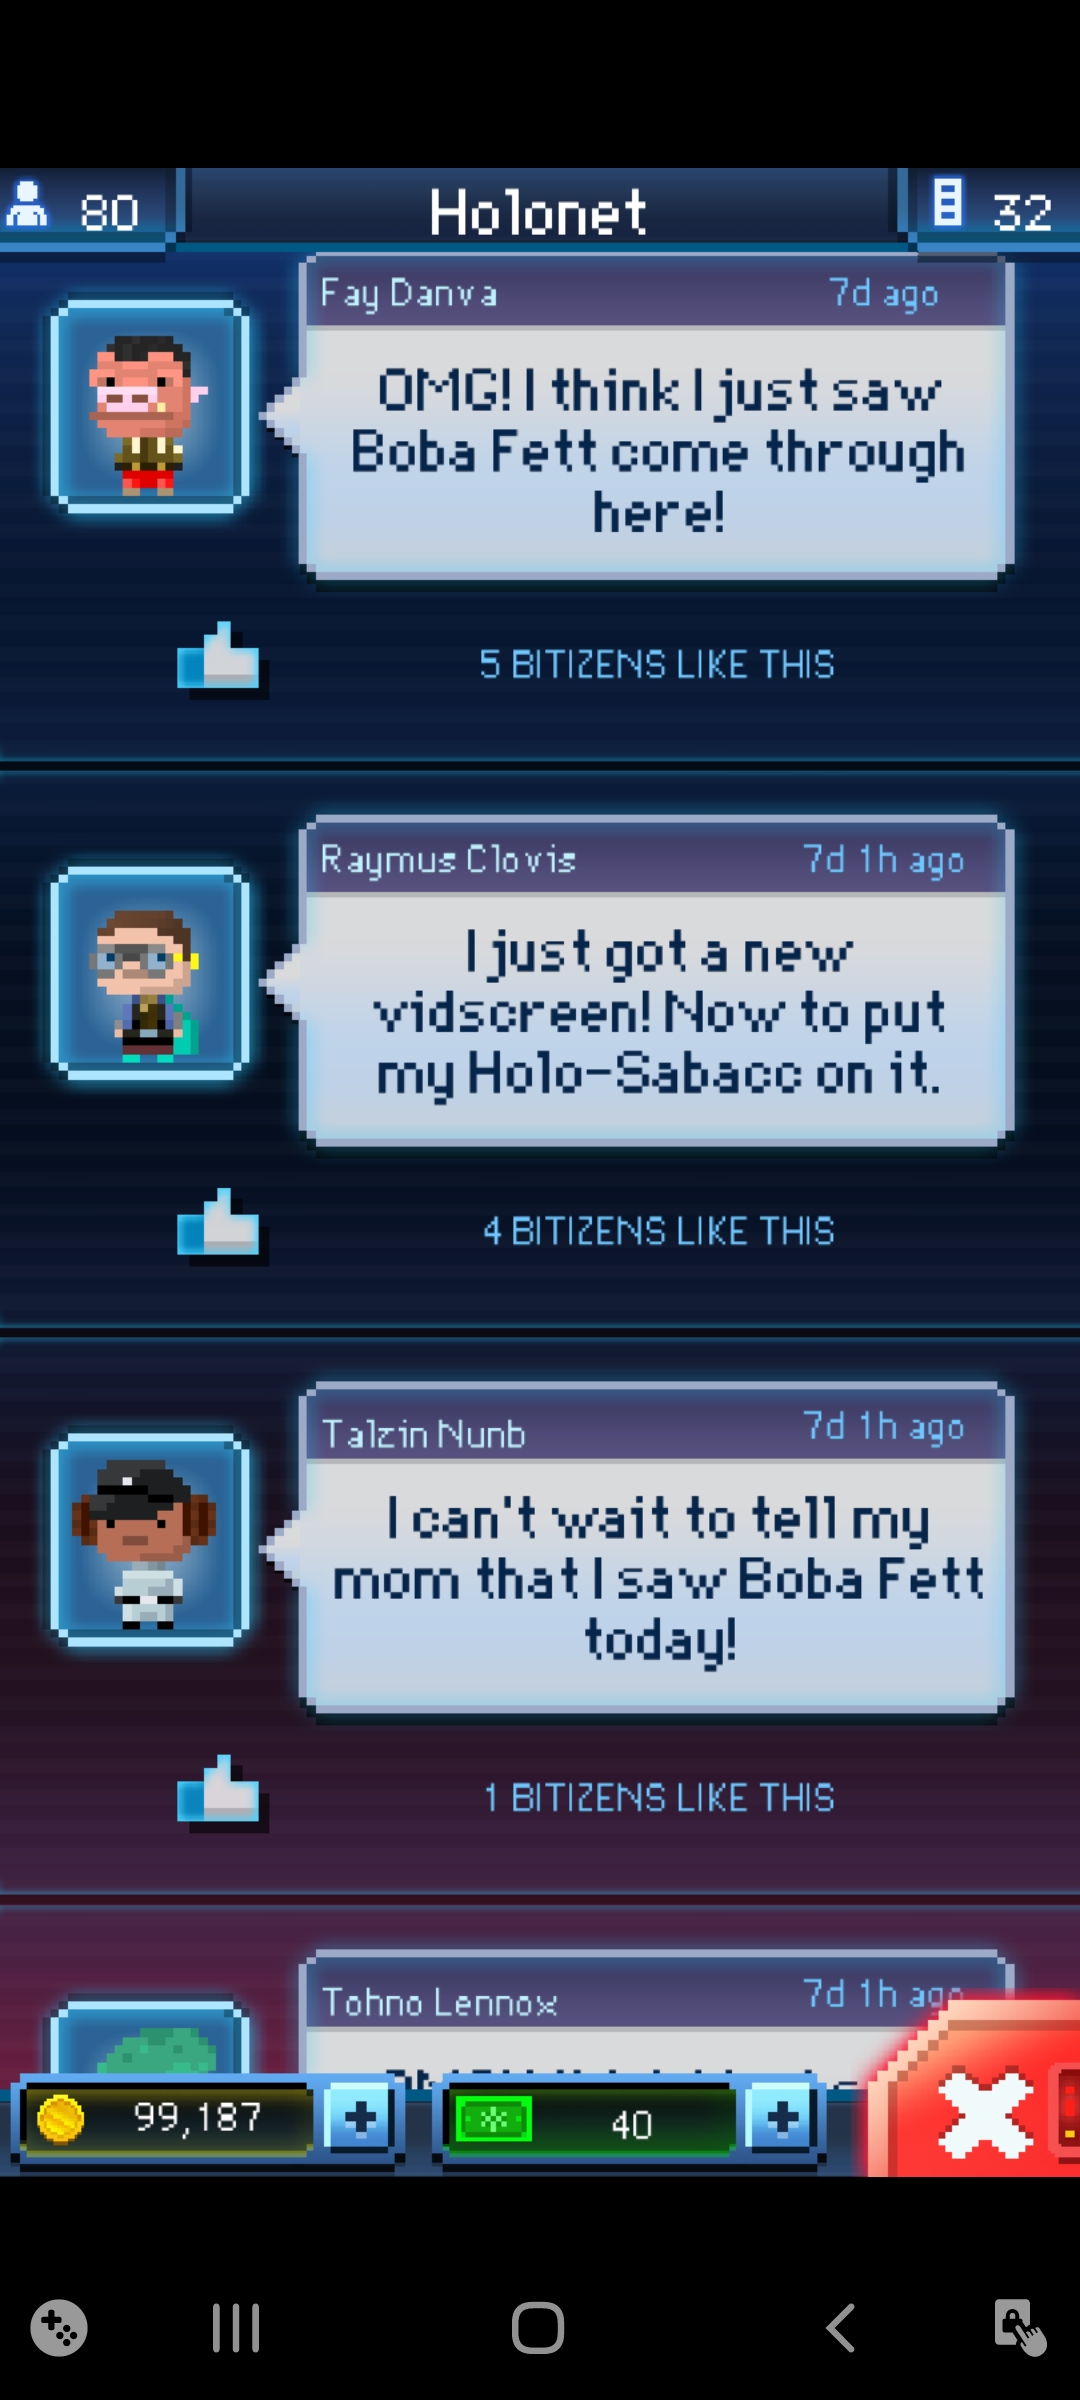 80
Holonet
32
Fay Danva
7d ago
OMG! I think I just saw
Boba Fett come through
here!
5 BITIZENS LIKE THIS
Raymus Clovis
7d 1h ago
I just got a new
vidscreen! Now to put
my Holo-Sabacc on it.
4 BITIZENS LIKE THIS
Talzin Nunb
7d 1h ago
I can't wait to tell my
mom that I saw Boba Fett
today!
1 BITIZENS LIKE THIS
Tohno Lennox
7d 1h ago
99,187
40